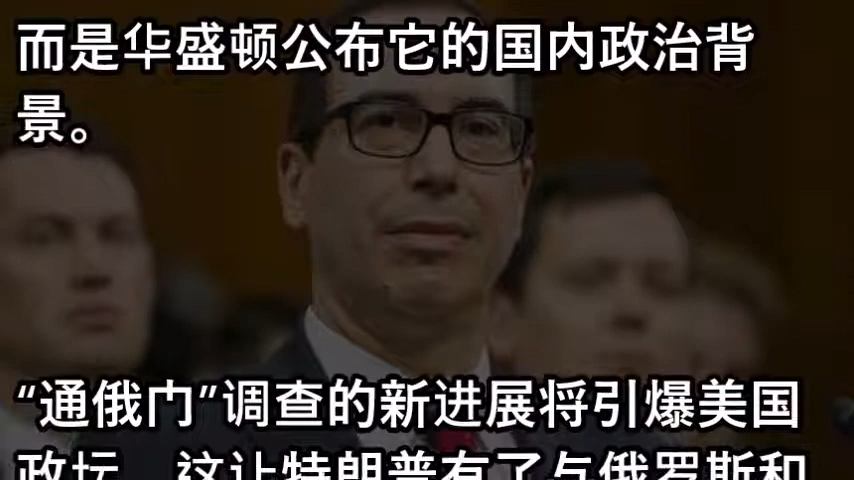 而是华盛顿公布它的国内政治背
景。
“通俄门”调查的新进展将引爆美国
政坛，这让特朗普有了与俄罗斯和